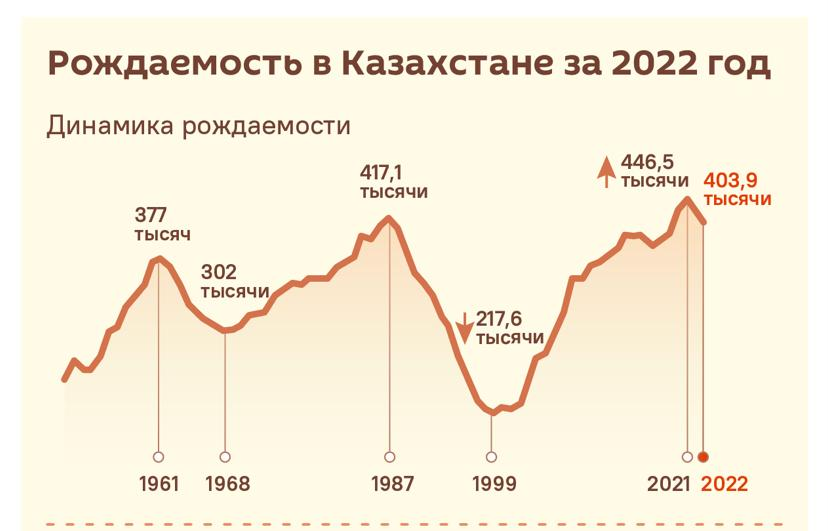 Рождаемость в Казахстане за 2022 год
Динамика рождаемости
377
тысяч
302
тысячи
417,1
тысячи
217,6
тысячи
446,5
тысячи
403,9
тысячи
1961
1968
1987
1999
2021
2022